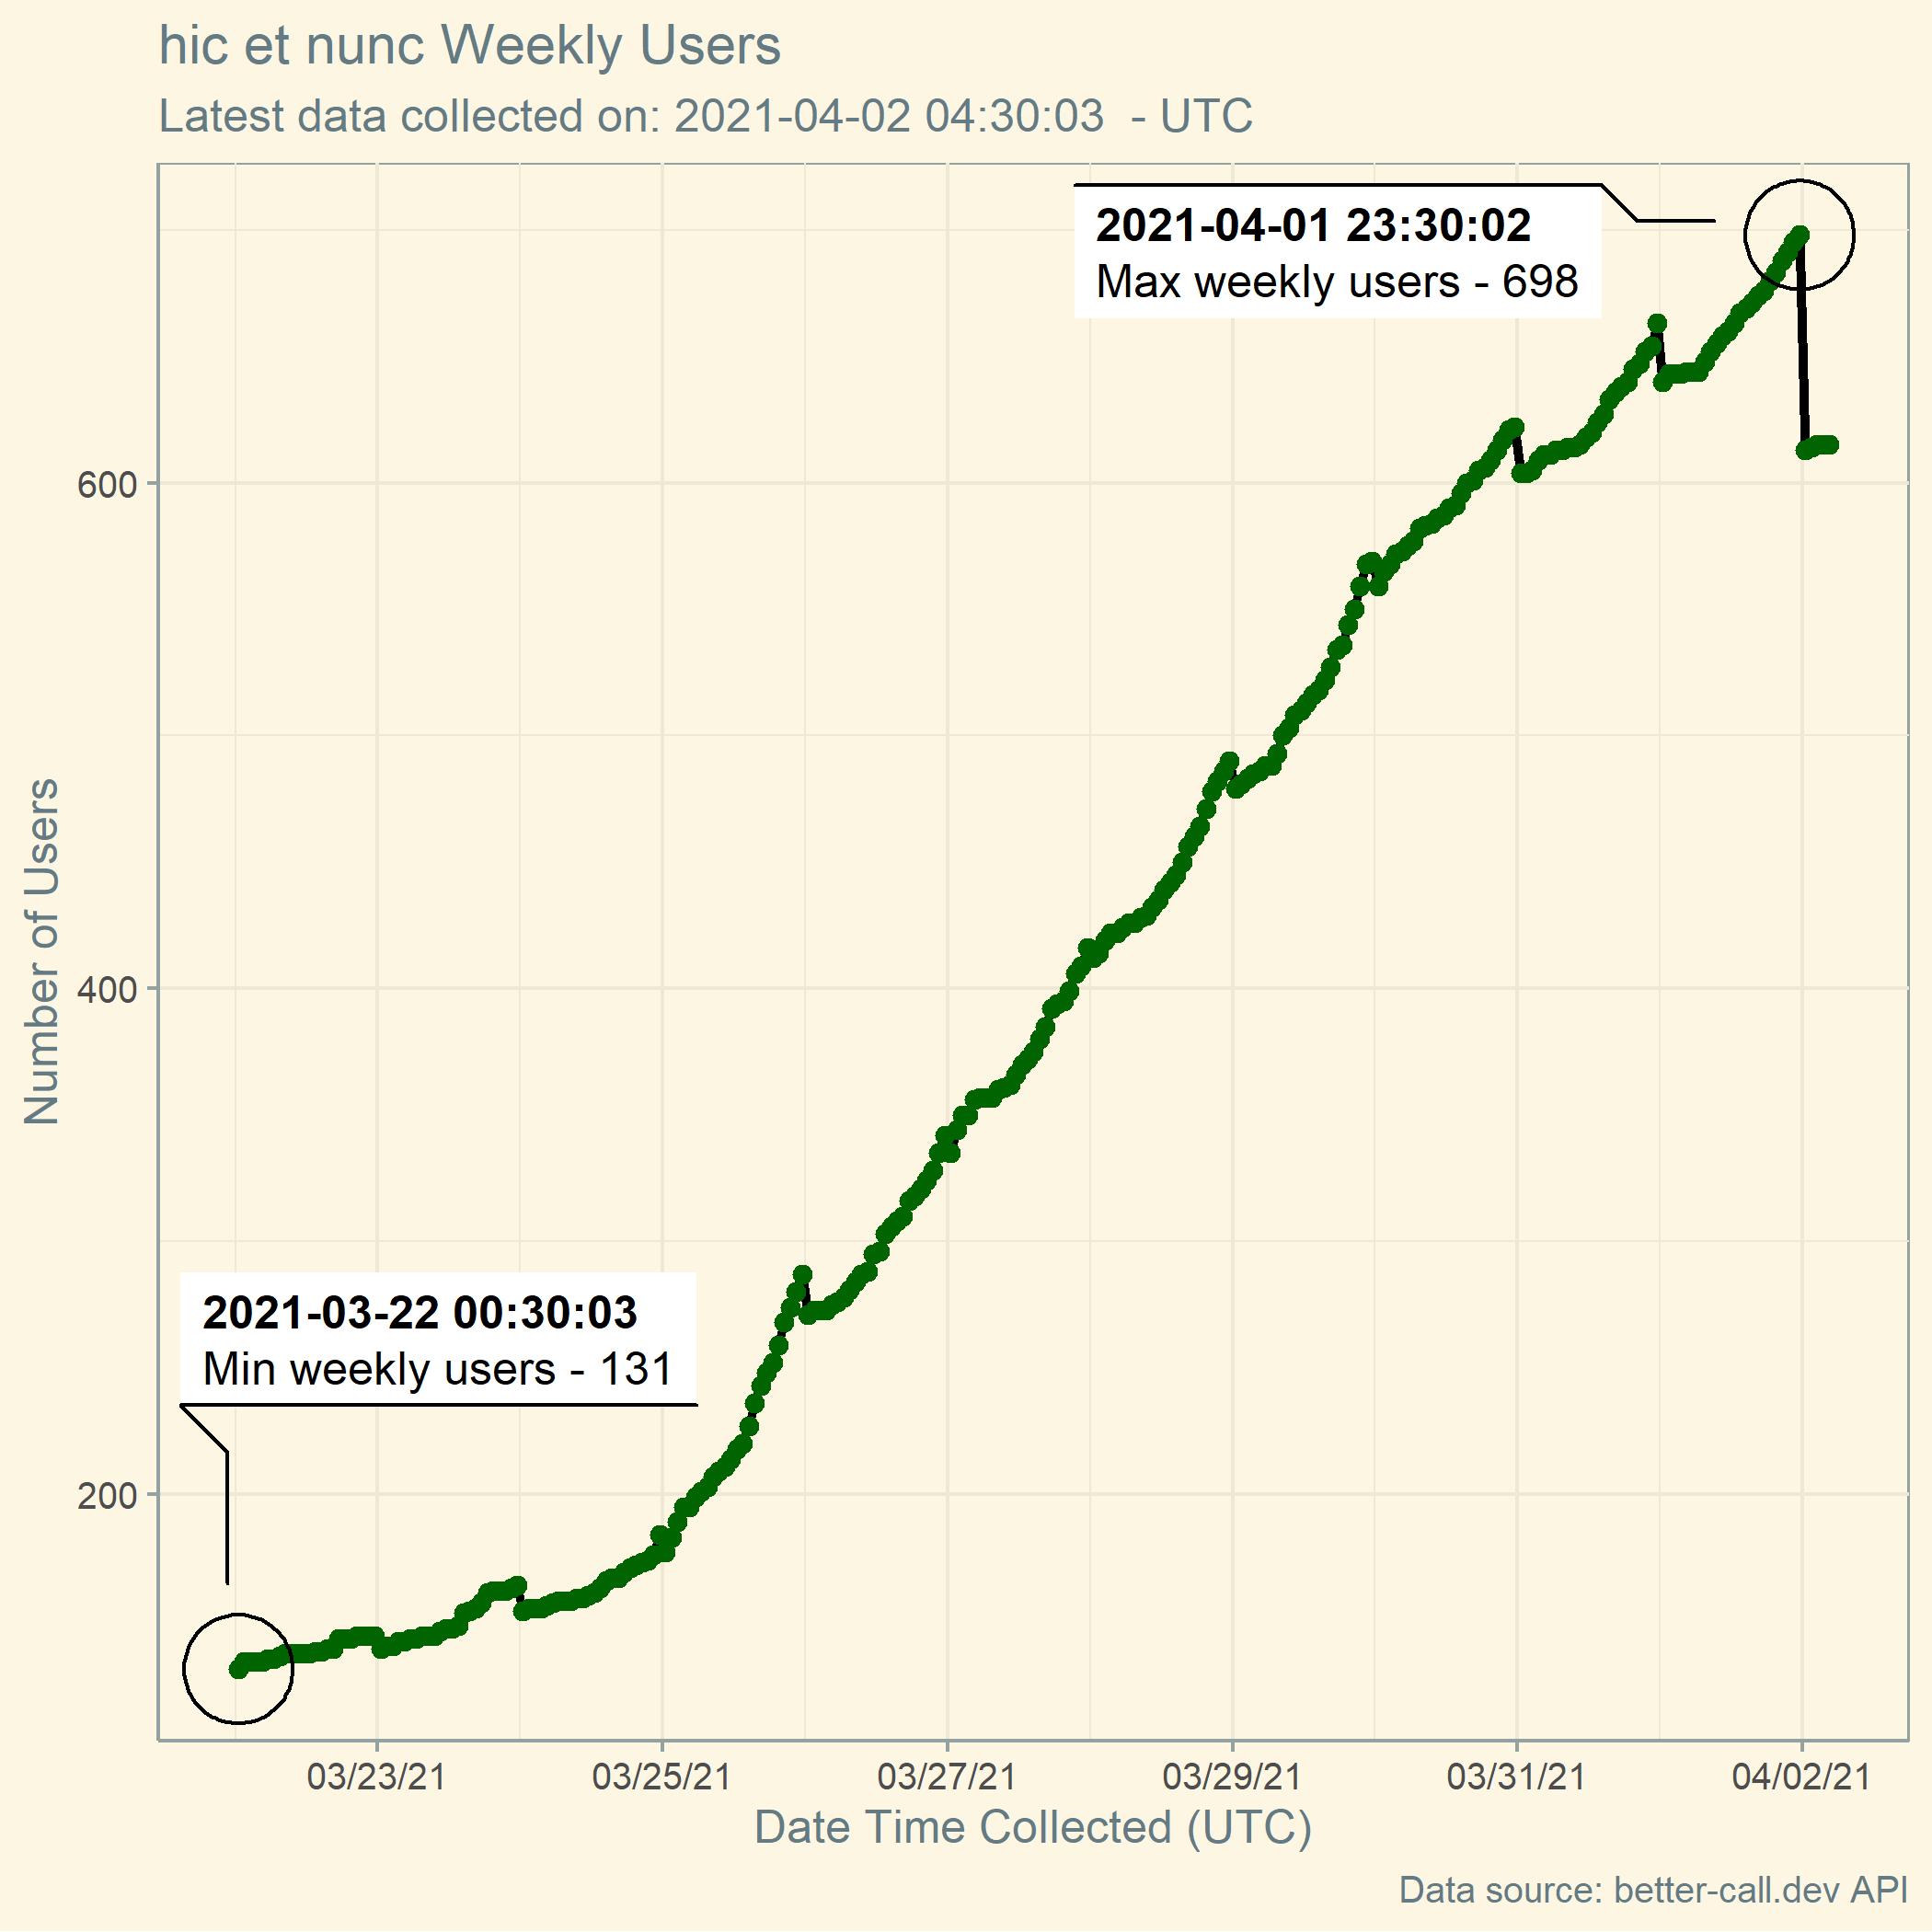 hic et nunc Weekly Users
Latest data collected on: 2021-04-02 04:30:03  - UTC
2021-04-01 23:30:02
Max weekly users - 698
2021-03-22 00:30:03
Min weekly users - 131
Number of Users
600
400
200
03/23/21
03/25/21
03/27/21
03/29/21
03/31/21
04/02/21
Date Time Collected (UTC)
Data source: better-call.dev API